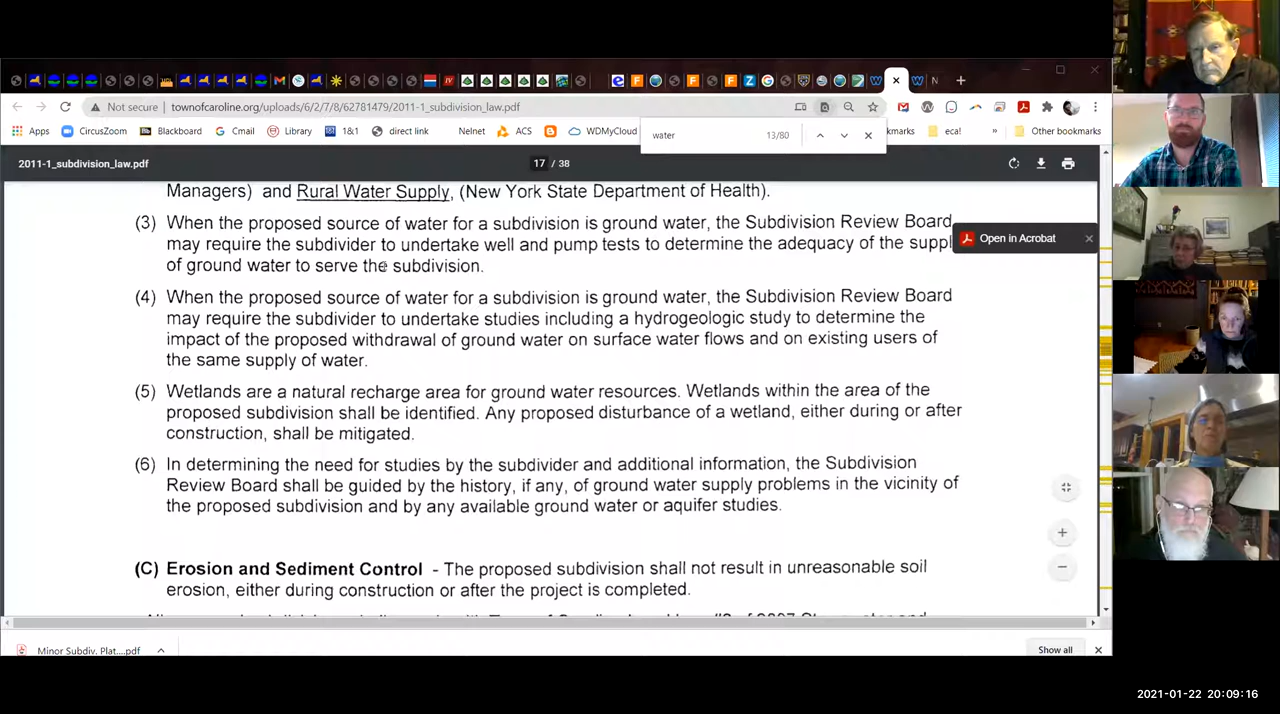 Not secure
townofcaroline.org/uploads/6/2/7/8/62781479/2011-1_subdivision_law.pdf
Apps CircusZoom Blackboard Gmail Library 1&1 direct link Nelnet ACS WDMyCloud
water 13/80
kmarks eca! » Other bookmarks
2011-1_subdivision_law.pdf 17 / 38
Managers) and Rural Water Supply, (New York State Department of Health).
(3) When the proposed source of water for a subdivision is ground water, the Subdivision Review Board
may require the subdivider to undertake well and pump tests to determine the adequacy of the suppl
of ground water to serve the subdivision.
Open in Acrobat
(4) When the proposed source of water for a subdivision is ground water, the Subdivision Review Board
may require the subdivider to undertake studies including a hydrogeologic study to determine the
impact of the proposed withdrawal of ground water on surface water flows and on existing users of
the same supply of water.
(5) Wetlands are a natural recharge area for ground water resources. Wetlands within the area of the
proposed subdivision shall be identified. Any proposed disturbance of a wetland, either during or after
construction, shall be mitigated.
(6) In determining the need for studies by the subdivider and additional information, the Subdivision
Review Board shall be guided by the history, if any, of ground water supply problems in the vicinity of
the proposed subdivision and by any available ground water or aquifer studies.
(C) Erosion and Sediment Control - The proposed subdivision shall not result in unreasonable soil
erosion, either during construction or after the project is completed.
Minor Subdiv. Plat....pdf
Show all
2021-01-22 20:09:16